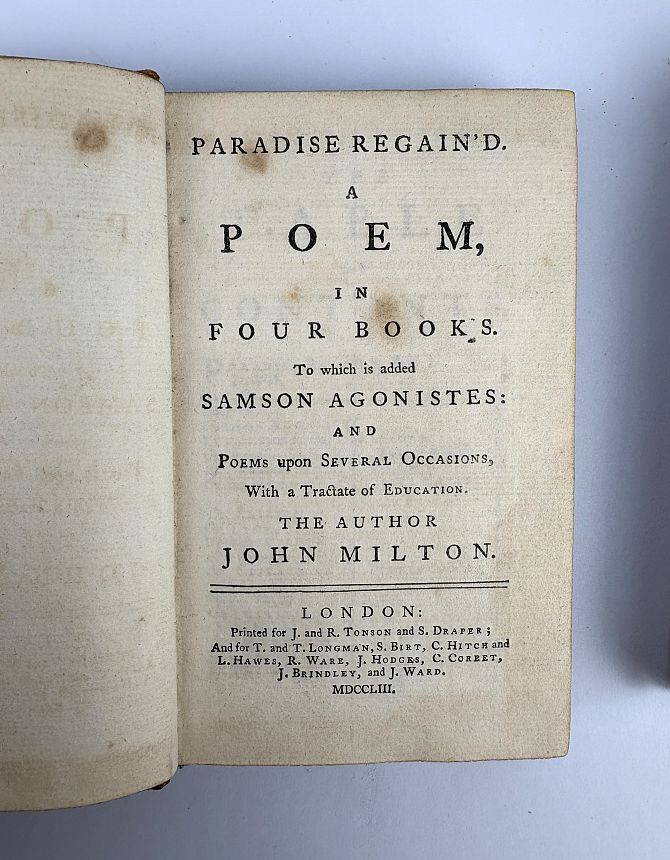 PARADISE REGAIN'D.
A
POEM,
IN
FOUR BOOKS.
To which is added
SAMSON AGONISTES:
AND
POEMS upon SEVERAL OCCASIONS,
With a Tractate of EDUCATION.
THE AUTHOR
JOHN MILTON.
LONDON:
Printed for J. and R. TONSON and S. DRAPER;
And for T. and T. LONGMAN, S. BIRT, C. HITCH and
L. HAWES, R. WARE, J. HODGES, C. CORBET,
J. BRINDLEY, and J. WARD.
MDCCLIII.